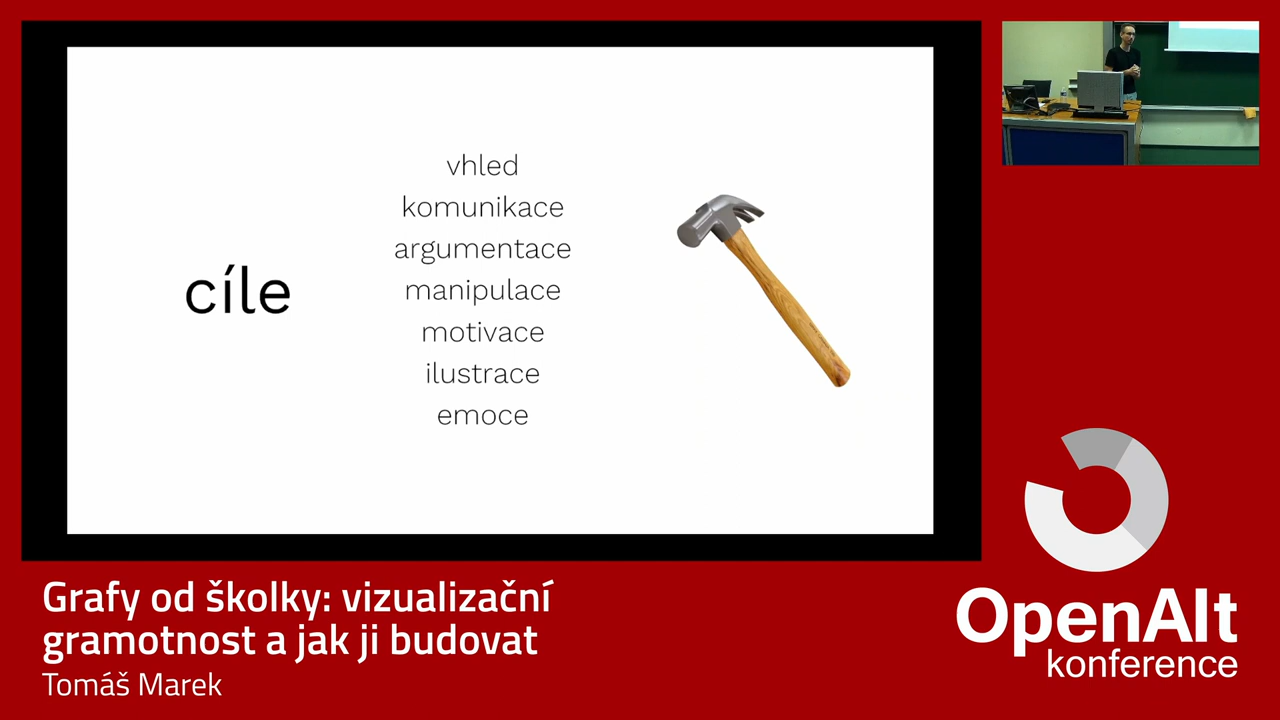 cíle
vhled
komunikace
argumentace
manipulace
motivace
ilustrace
emoce
Grafy od školky: vizualizační
gramotnost a jak ji budovat
Tomáš Marek
OpenAlt
konference